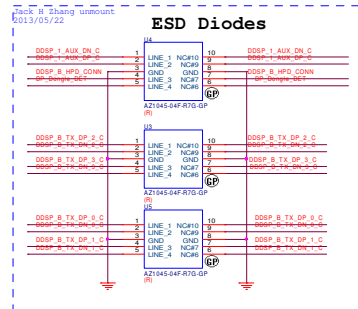 Jack H Zhang unmount
2013/05/22
ESD Diodes
U4
DDSP_1_AUX_DN_C 1 LINE_1 NC#10 10 DDSP_1_AUX_DN_C
DDSP_1_AUX_DP_C 2 LINE_2 NC#9 9 DDSP_1_AUX_DP_C
DDSP_B_HPD_CONN 3 GND GND 8 DDSP_B_HPD_CONN
DP_Dongle_DET 4 LINE_3 NC#7 7 DP_Dongle_DET
5 LINE_4 NC#6 6
GP
AZ1045-04F-R7G-GP
(R)
U3
DDSP_B_TX_DP_2_C 1 LINE_1 NC#10 10 DDSP_B_TX_DP_2_C
DDSP_B_TX_DN_2_C 2 LINE_2 NC#9 9 DDSP_B_TX_DN_2_C
DDSP_B_TX_DP_3_C 3 GND GND 8 DDSP_B_TX_DP_3_C
DDSP_B_TX_DN_3_C 4 LINE_3 NC#7 7 DDSP_B_TX_DN_3_C
5 LINE_4 NC#6 6
GP
AZ1045-04F-R7G-GP
(R)
U5
DDSP_B_TX_DP_0_C 1 LINE_1 NC#10 10 DDSP_B_TX_DP_0_C
DDSP_B_TX_DN_0_C 2 LINE_2 NC#9 9 DDSP_B_TX_DN_0_C
DDSP_B_TX_DP_1_C 3 GND GND 8 DDSP_B_TX_DP_1_C
4 LINE_3 NC#7 7
DDSP_B_TX_DN_1_C 5 LINE_4 NC#6 6 DDSP_B_TX_DN_1_C
GP
AZ1045-04F-R7G-GP
(R)